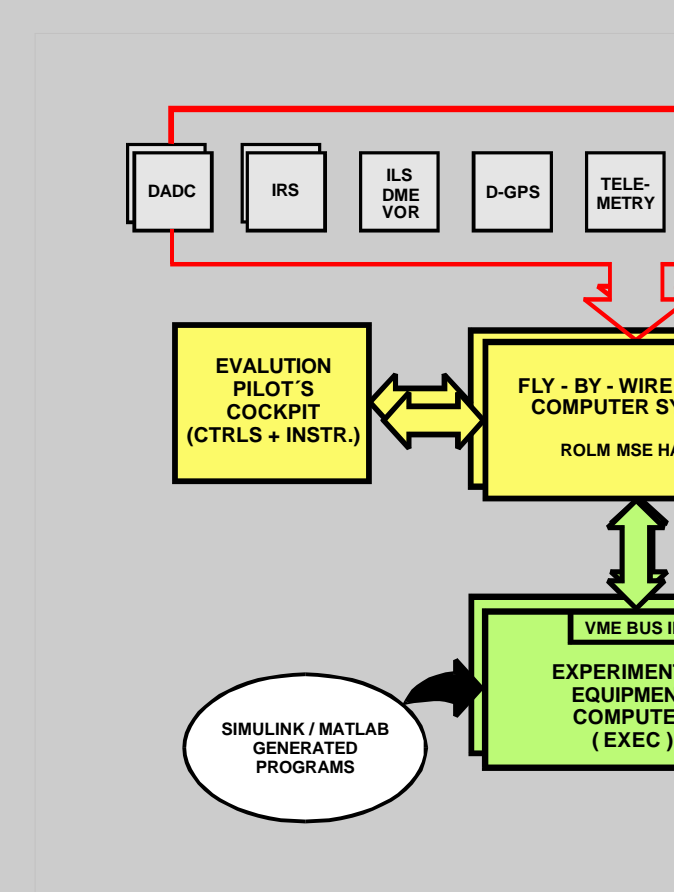 DADC
IRS
ILS
DME
VOR
D-GPS
TELE-
METRY
EVALUTION
PILOT´S
COCKPIT
(CTRLS + INSTR.)
FLY - BY - WIRE
COMPUTER SY
ROLM MSE HA
VME BUS I
EXPERIMENT
EQUIPMEN
COMPUTE
( EXEC )
SIMULINK / MATLAB
GENERATED
PROGRAMS